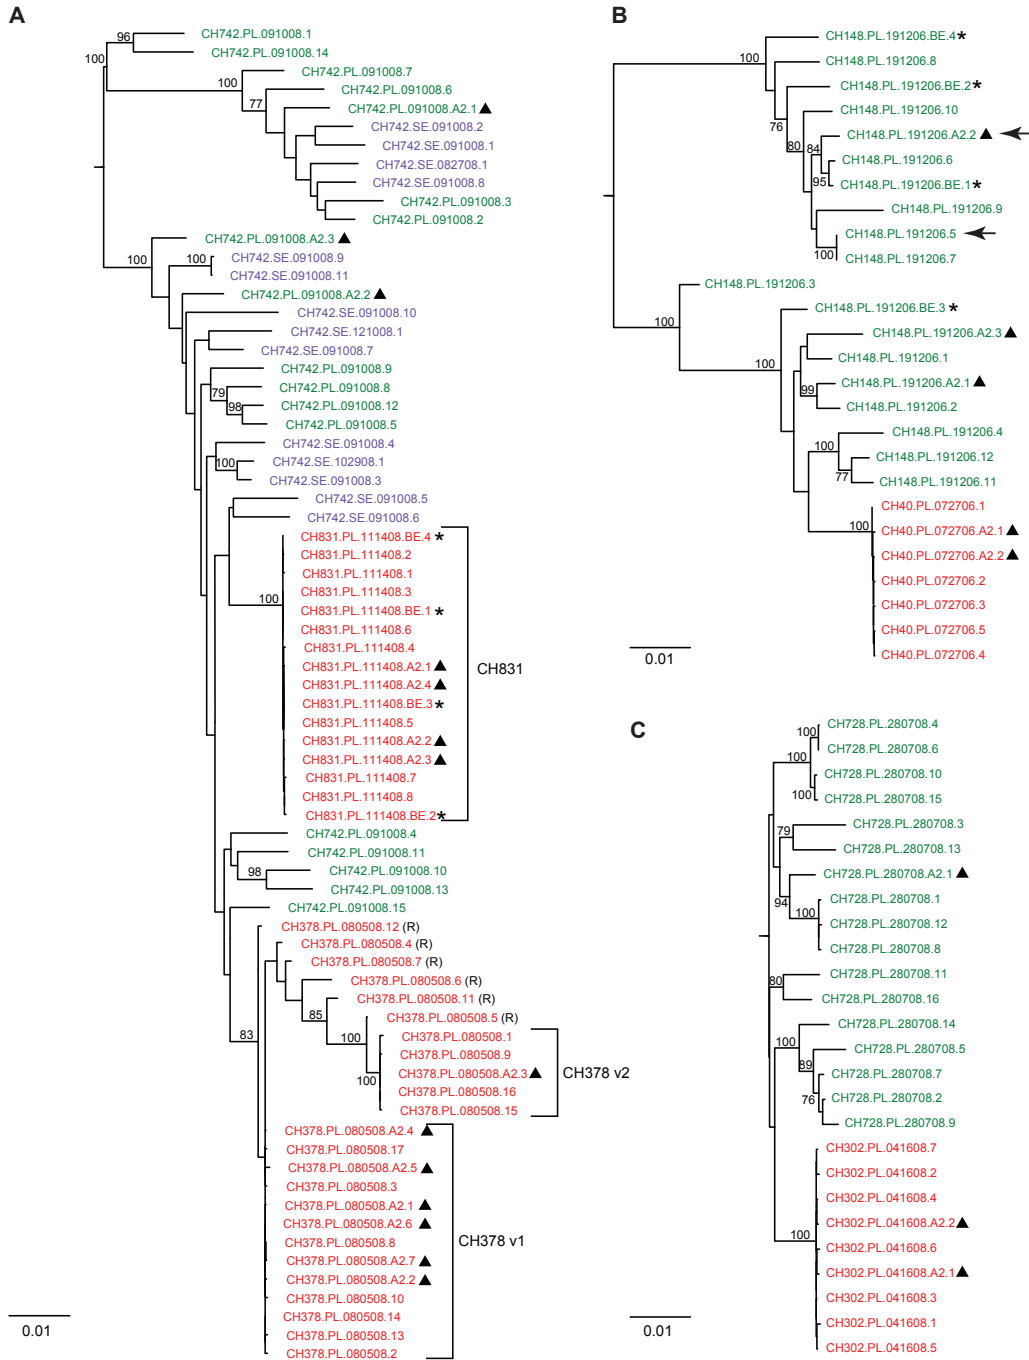 A
96
CH742.PL.091008.1
100
CH742.PL.091008.14
CH742.PL.091008.7
100
CH742.PL.091008.6
77
CH742.PL.091008.A2.1▲
CH742.SE.091008.2
CH742.SE.091008.1
CH742.SE.082708.1
CH742.SE.091008.8
CH742.PL.091008.3
CH742.PL.091008.2
CH742.PL.091008.A2.3▲
100
100
CH742.SE.091008.9
CH742.SE.091008.11
CH742.PL.091008.A2.2▲
CH742.SE.091008.10
CH742.SE.121008.1
CH742.SE.091008.7
CH742.PL.091008.9
79
CH742.PL.091008.8
98
CH742.PL.091008.12
CH742.PL.091008.5
CH742.SE.091008.4
100
CH742.SE.102908.1
CH742.SE.091008.3
CH742.SE.091008.5
CH742.SE.091008.6
CH831.PL.111408.BE.4*
CH831.PL.111408.2
CH831.PL.111408.1
CH831.PL.111408.3
100
CH831.PL.111408.BE.1*
CH831.PL.111408.6
CH831.PL.111408.4
CH831.PL.111408.A2.1▲
CH831
CH831.PL.111408.A2.4▲
CH831.PL.111408.BE.3*
CH831.PL.111408.5
CH831.PL.111408.A2.2▲
CH831.PL.111408.A2.3▲
CH831.PL.111408.7
CH831.PL.111408.8
CH831.PL.111408.BE.2*
CH742.PL.091008.4
CH742.PL.091008.11
98
CH742.PL.091008.10
CH742.PL.091008.13
CH742.PL.091008.15
CH378.PL.080508.12 (R)
CH378.PL.080508.4 (R)
CH378.PL.080508.7 (R)
CH378.PL.080508.6 (R)
CH378.PL.080508.11 (R)
85
CH378.PL.080508.5 (R)
83
100
CH378.PL.080508.1
CH378.PL.080508.9
CH378.PL.080508.A2.3▲
CH378 v2
100
CH378.PL.080508.16
CH378.PL.080508.15
CH378.PL.080508.A2.4▲
CH378.PL.080508.17
CH378.PL.080508.A2.5▲
CH378.PL.080508.3
CH378.PL.080508.A2.1▲
CH378.PL.080508.A2.6▲
CH378.PL.080508.8
CH378 v1
CH378.PL.080508.A2.7▲
CH378.PL.080508.A2.2▲
CH378.PL.080508.10
CH378.PL.080508.14
CH378.PL.080508.13
CH378.PL.080508.2
0.01
B
CH148.PL.191206.BE.4*
100
CH148.PL.191206.8
CH148.PL.191206.BE.2*
CH148.PL.191206.10
76
CH148.PL.191206.A2.2▲
80
84
CH148.PL.191206.6
95
CH148.PL.191206.BE.1*
CH148.PL.191206.9
CH148.PL.191206.5
100
CH148.PL.191206.7
CH148.PL.191206.3
CH148.PL.191206.BE.3*
100
CH148.PL.191206.A2.3▲
CH148.PL.191206.1
100
CH148.PL.191206.A2.1▲
99
CH148.PL.191206.2
CH148.PL.191206.4
100
CH148.PL.191206.12
77
CH148.PL.191206.11
CH40.PL.072706.1
100
CH40.PL.072706.A2.1▲
CH40.PL.072706.A2.2▲
CH40.PL.072706.2
CH40.PL.072706.3
CH40.PL.072706.5
CH40.PL.072706.4
0.01
C
CH728.PL.280708.4
100
CH728.PL.280708.6
100
CH728.PL.280708.10
100
CH728.PL.280708.15
CH728.PL.280708.3
79
CH728.PL.280708.13
CH728.PL.280708.A2.1▲
94
CH728.PL.280708.1
100
CH728.PL.280708.12
CH728.PL.280708.8
CH728.PL.280708.11
80
CH728.PL.280708.16
CH728.PL.280708.14
100
CH728.PL.280708.5
89
CH728.PL.280708.7
76
CH728.PL.280708.2
CH728.PL.280708.9
CH302.PL.041608.7
CH302.PL.041608.2
CH302.PL.041608.4
CH302.PL.041608.A2.2▲
100
CH302.PL.041608.6
CH302.PL.041608.A2.1▲
CH302.PL.041608.3
CH302.PL.041608.1
CH302.PL.041608.5
0.01